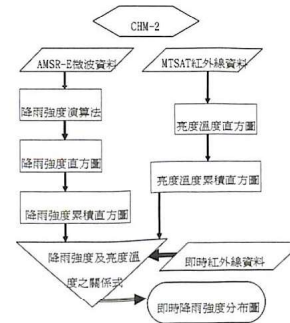 CHM-2
AMSR-E微波資料
MTSAT紅外線資料
降雨強度演算法
亮度溫度直方圖
降雨強度直方圖
亮度溫度累積直方圖
降雨強度累積直方圖
降雨強度及亮度溫
度之關係式
即時紅外線資料
即時降雨強度分布圖